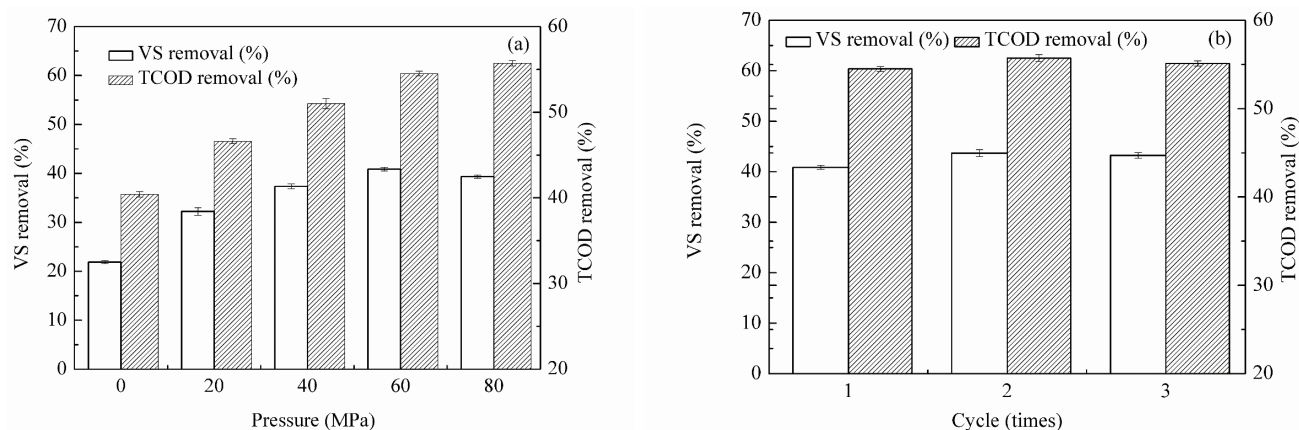 70
60
50
40
30
20
10
0
VS removal (%)
VS removal (%)
TCOD removal (%)
(a)
60
50
40
30
20
TCOD removal (%)
0 20 40 60 80
Pressure (MPa)
70
60
50
40
30
20
10
0
VS removal (%)
VS removal (%) TCOD removal (%)
(b)
60
50
40
30
20
TCOD removal (%)
1 2 3
Cycle (times)